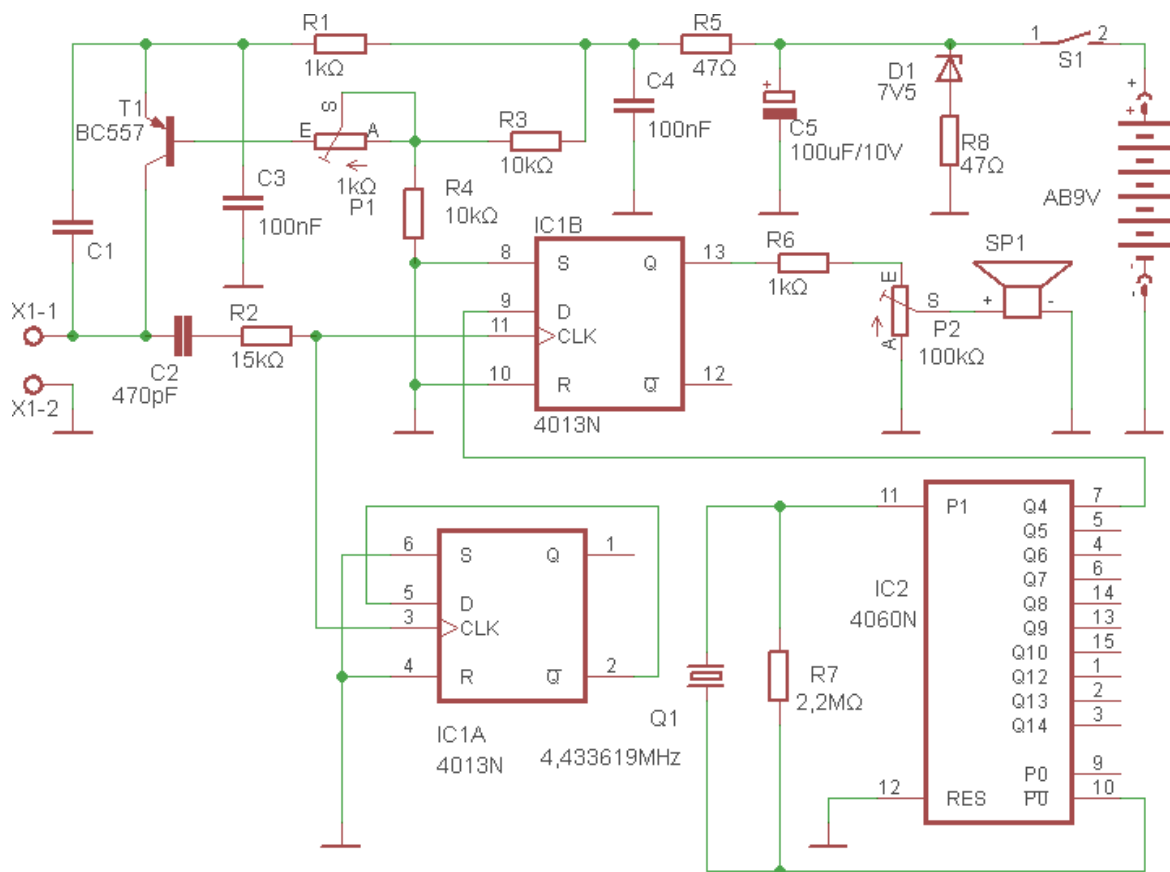 R1
1kΩ
R5
47Ω
1
2
S1
T1
BC557
S
E
A
1kΩ
P1
R3
10kΩ
C4
100nF
+
C5
100uF/10V
D1
7V5
R8
47Ω
+
+
AB9V
-
-
C1
C3
100nF
R4
10kΩ
IC1B
8
S
Q
13
9
D
11
CLK
10
R
Q
12
4013N
R6
1kΩ
E
S
A
P2
100kΩ
SP1
+
-
X1-1
X1-2
C2
470pF
R2
15kΩ
6
S
Q
1
5
D
3
CLK
4
R
Q
2
IC1A
4013N
Q1
4,433619MHz
R7
2,2MΩ
11
P1
IC2
4060N
Q4
7
Q5
5
Q6
4
Q7
6
Q8
14
Q9
13
Q10
15
Q12
1
Q13
2
Q14
3
P0
9
12
RES
P0
10